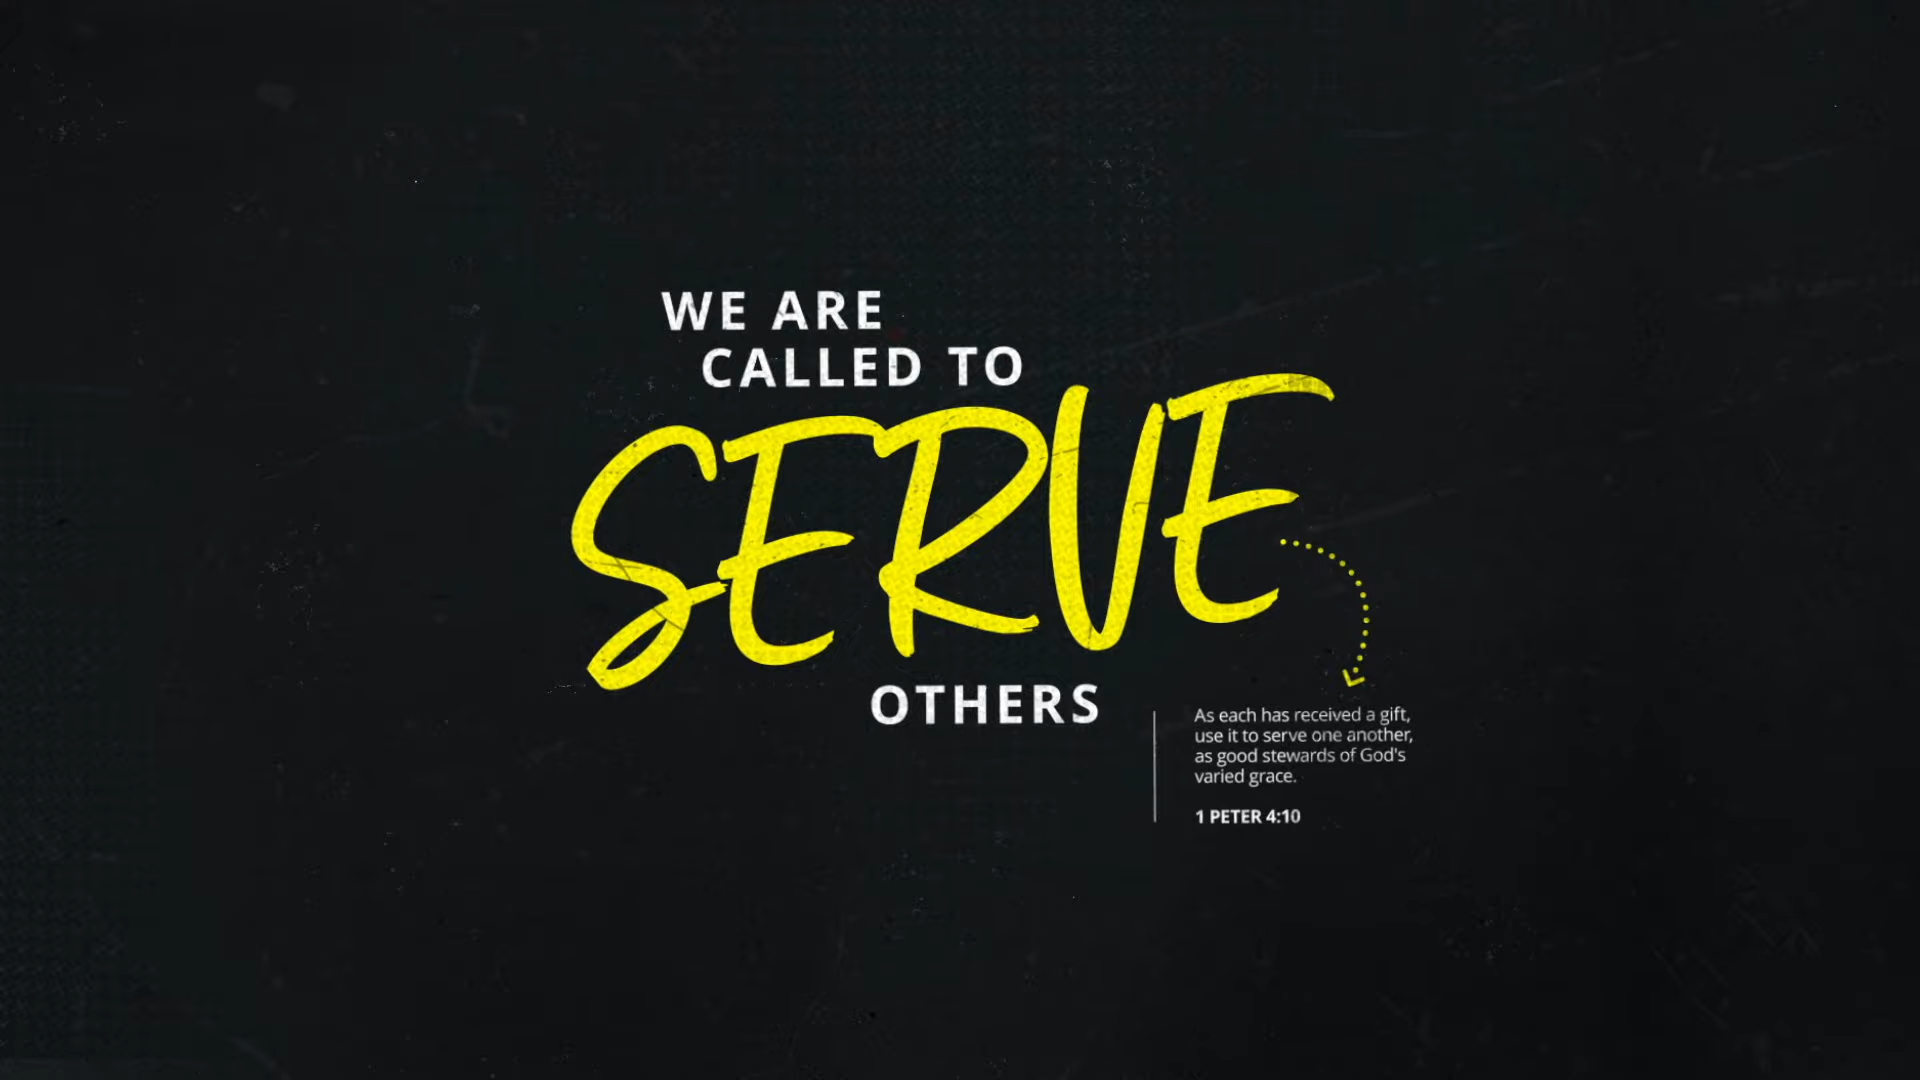 WE ARE
CALLED TO
SERVE
OTHERS
As each has received a gift,
use it to serve one another,
as good stewards of God's
varied grace.
1 PETER 4:10